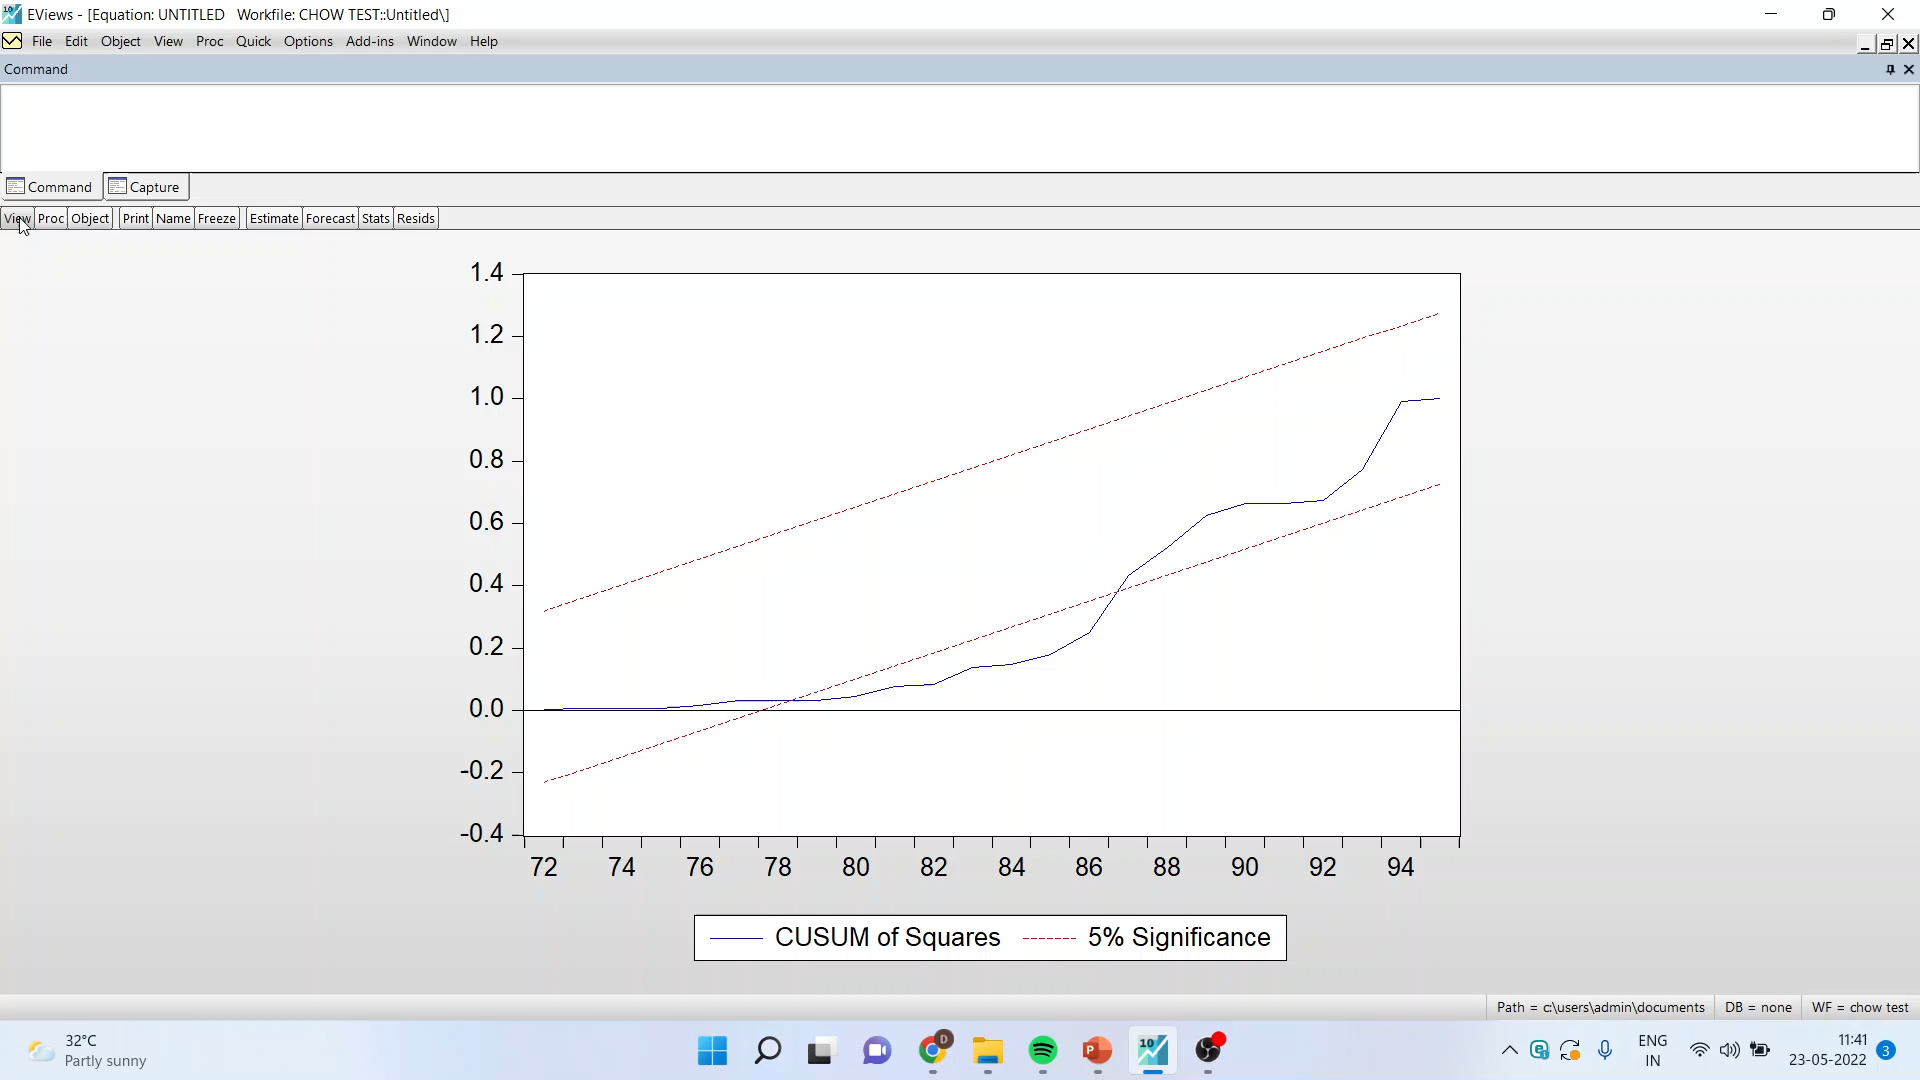 EViews - [Equation: UNTITLED   Workfile: CHOW TEST::Untitled\]
File Edit Object View Proc Quick Options Add-ins Window Help
Command
Command Capture
View Proc Object Print Name Freeze Estimate Forecast Stats Resids
1.4
1.2
1.0
0.8
0.6
0.4
0.2
0.0
-0.2
-0.4
72 74 76 78 80 82 84 86 88 90 92 94
CUSUM of Squares 5% Significance
Path = c:\users\admin\documents DB = none WF = chow test
32°C
Partly sunny
D
P
10
ENG
IN
11:41
23-05-2022
3